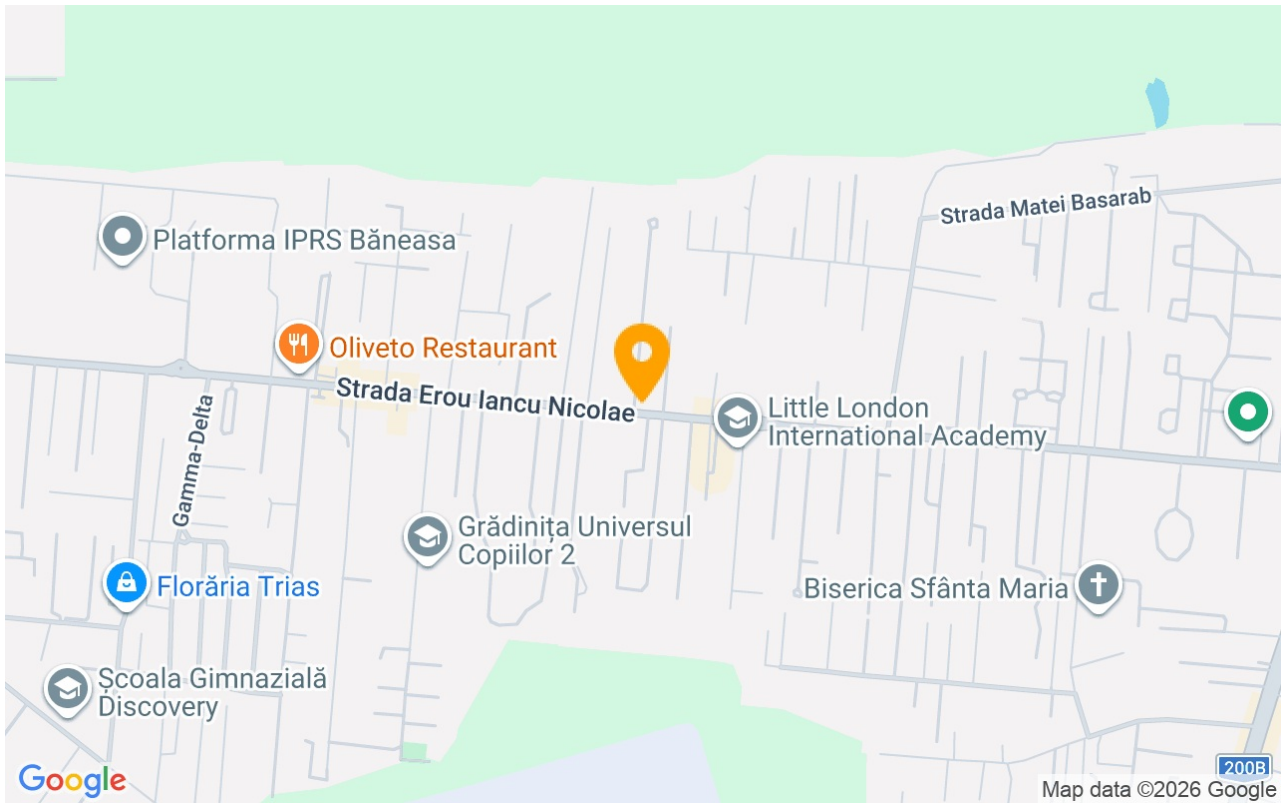 Strada Matei Basarab
Platforma IPRS Băneasa
Oliveto Restaurant
Strada Erou Iancu Nicolae
Little London
International Academy
Gamma-Delta
Grădinița Universul
Copiilor 2
Florăria Trias
Biserica Sfânta Maria
Școala Gimnazială
Discovery
200B
Google
Map data ©2026 Google